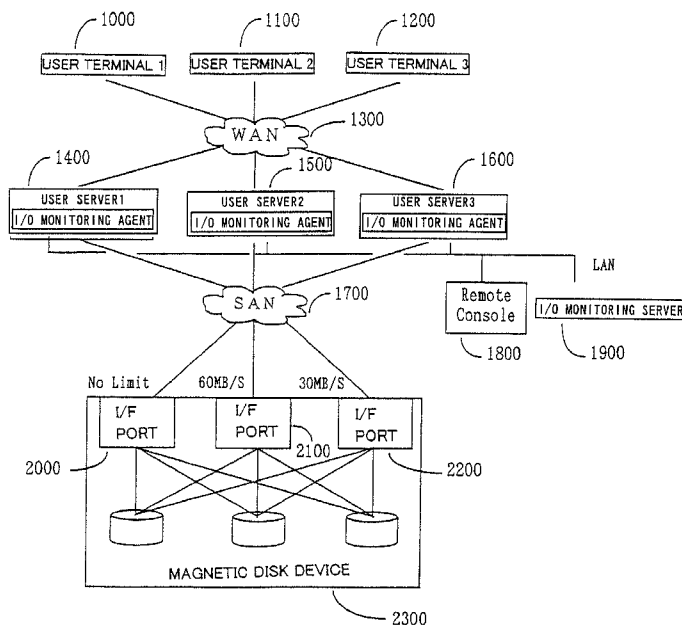 1000
1100
1200
USER TERMINAL 1
USER TERMINAL 2
USER TERMINAL 3
WAN
1300
1400
1500
1600
USER SERVER1
I/O MONITORING AGENT
USER SERVER2
I/O MONITORING AGENT
USER SERVER3
I/O MONITORING AGENT
LAN
SAN
1700
Remote
Console
I/O MONITORING SERVER
1800
1900
No Limit
60MB/S
30MB/S
I/F
PORT
I/F
PORT
I/F
PORT
2000
2100
2200
MAGNETIC DISK DEVICE
2300